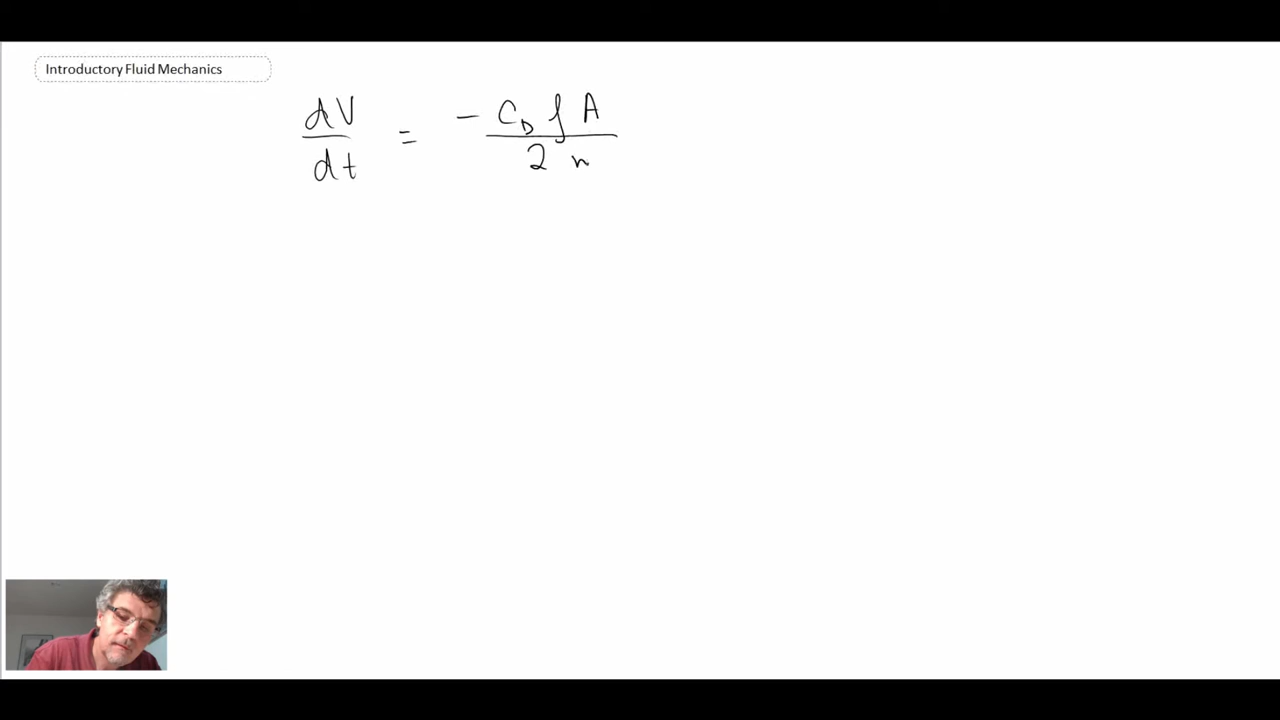 Introductory Fluid Mechanics
dV/dt = - C_D ρ A / 2 n